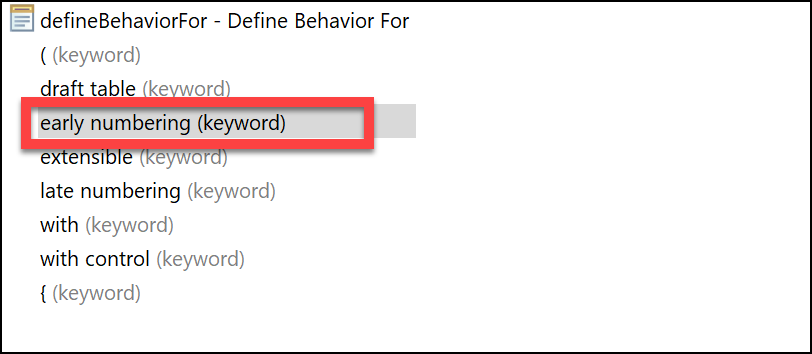 defineBehaviorFor - Define Behavior For
( (keyword)
draft table (keyword)
early numbering (keyword)
extensible (keyword)
late numbering (keyword)
with (keyword)
with control (keyword)
{ (keyword)